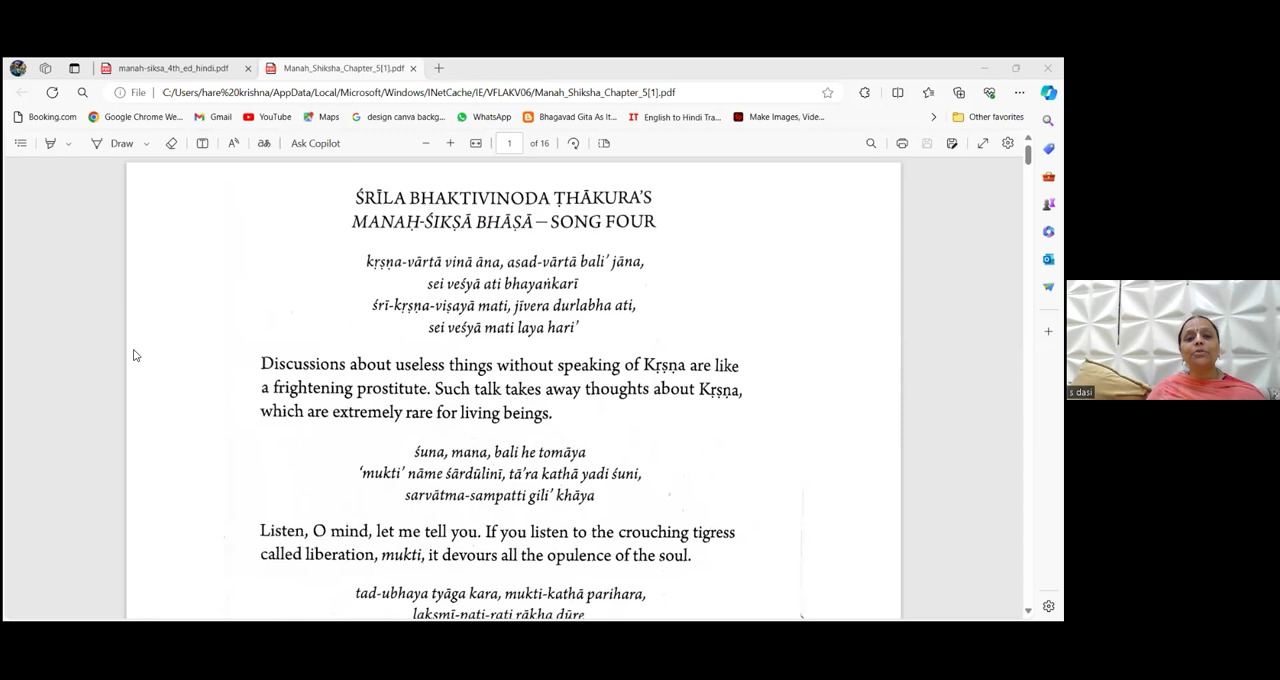 manah-siksa_4th_ed_hindi.pdf
Manah_Shiksha_Chapter_5[1].pdf
File
C:/Users/hare%20krishna/AppData/Local/Microsoft/Windows/INetCache/IE/VFLAKV06/Manah_Shiksha_Chapter_5[1].pdf
Booking.com
Google Chrome We...
Gmail
YouTube
Maps
design canva backg...
WhatsApp
Bhagavad Gita As It...
English to Hindi Tra...
Make Images, Vide...
Other favorites
Draw
Ask Copilot
1
of 16
ŚRĪLA BHAKTIVINODA ṬHĀKURA'S
MANAḤ-ŚIKṢĀ BHĀṢĀ – SONG FOUR
kṛṣṇa-vārtā vinā āna, asad-vārtā bali' jāna,
sei veśyā ati bhayaṅkarī
śrī-kṛṣṇa-viṣayā mati, jīvera durlabha ati,
sei veśyā mati laya hari'
Discussions about useless things without speaking of Kṛṣṇa are like
a frightening prostitute. Such talk takes away thoughts about Kṛṣṇa,
which are extremely rare for living beings.
śuna, mana, bali he tomāya
'mukti' nāme śārdūlinī, tā'ra kathā yadi śuni,
sarvātma-sampatti gili' khāya
Listen, O mind, let me tell you. If you listen to the crouching tigress
called liberation, mukti, it devours all the opulence of the soul.
tad-ubhaya tyāga kara, mukti-kathā parihara,
lakṣmī-pati-rati rākha dūre
s dasi